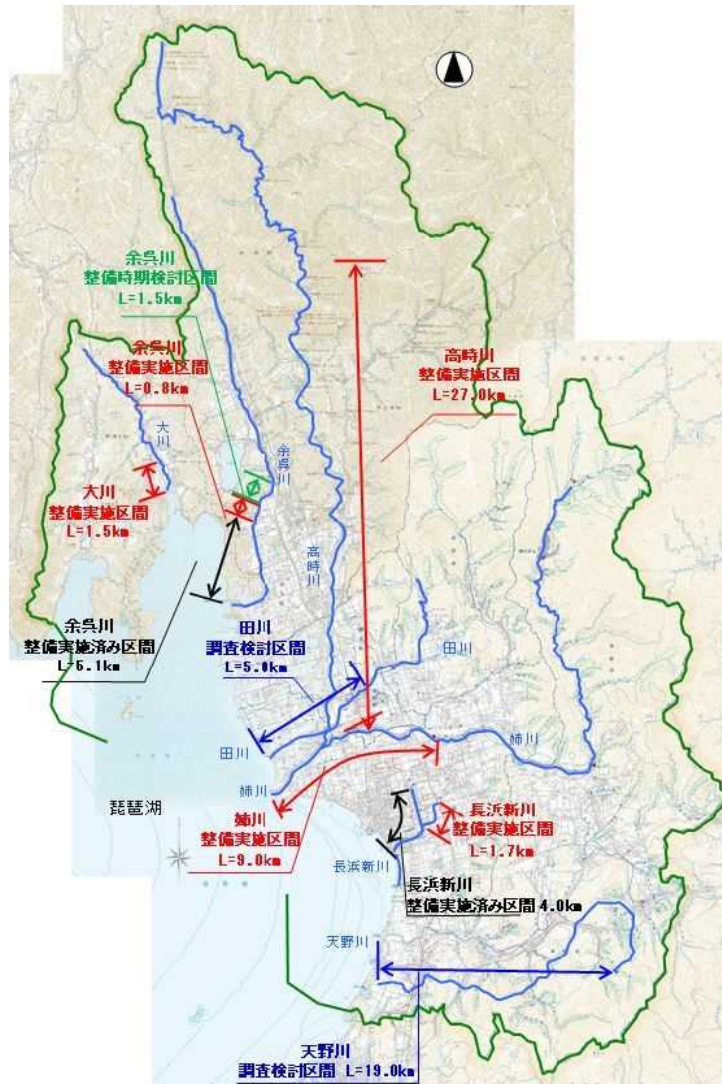 余呉川
整備時期検討区間
L=1.5km
余呉川
整備実施区間
L=0.8km
高時川
整備実施区間
L=27.0km
大川
余呉川
大川
整備実施区間
L=1.5km
高時川
余呉川
整備実施済み区間
L=5.1km
田川
調査検討区間
L=5.0km
田川
田川
姉川
姉川
琵琶湖
姉川
整備実施区間
L=9.0km
長浜新川
整備実施区間
L=1.7km
長浜新川
長浜新川
整備実施済み区間 4.0km
天野川
天野川
調査検討区間 L=19.0km